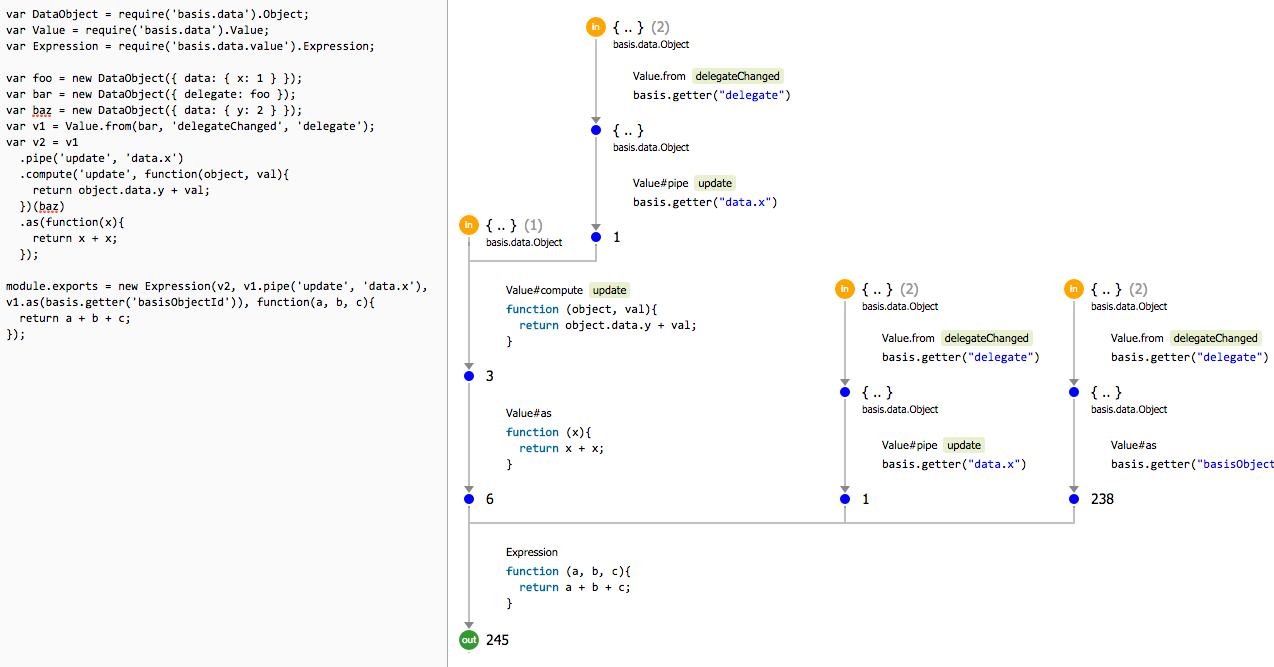 var DataObject = require('basis.data').Object;
var Value = require('basis.data').Value;
var Expression = require('basis.data.value').Expression;
var foo = new DataObject({ data: { x: 1 } });
var bar = new DataObject({ delegate: foo });
var baz = new DataObject({ data: { y: 2 } });
var v1 = Value.from(bar, 'delegateChanged', 'delegate');
var v2 = v1
  .pipe('update', 'data.x')
  .compute('update', function(object, val){
    return object.data.y + val;
  })(baz)
  .as(function(x){
    return x + x;
  });
module.exports = new Expression(v2, v1.pipe('update', 'data.x'),
v1.as(basis.getter('basisObjectId')), function(a, b, c){
  return a + b + c;
});
in { .. } (2)
basis.data.Object
Value.from delegateChanged
basis.getter("delegate")
{ .. }
basis.data.Object
Value#pipe update
basis.getter("data.x")
1
in { .. } (1)
basis.data.Object
Value#compute update
function (object, val){
  return object.data.y + val;
}
3
Value#as
function (x){
  return x + x;
}
6
in { .. } (2)
basis.data.Object
Value.from delegateChanged
basis.getter("delegate")
{ .. }
basis.data.Object
Value#pipe update
basis.getter("data.x")
1
in { .. } (2)
basis.data.Object
Value.from delegateChanged
basis.getter("delegate")
{ .. }
basis.data.Object
Value#as
basis.getter("basisObject
238
Expression
function (a, b, c){
  return a + b + c;
}
out 245